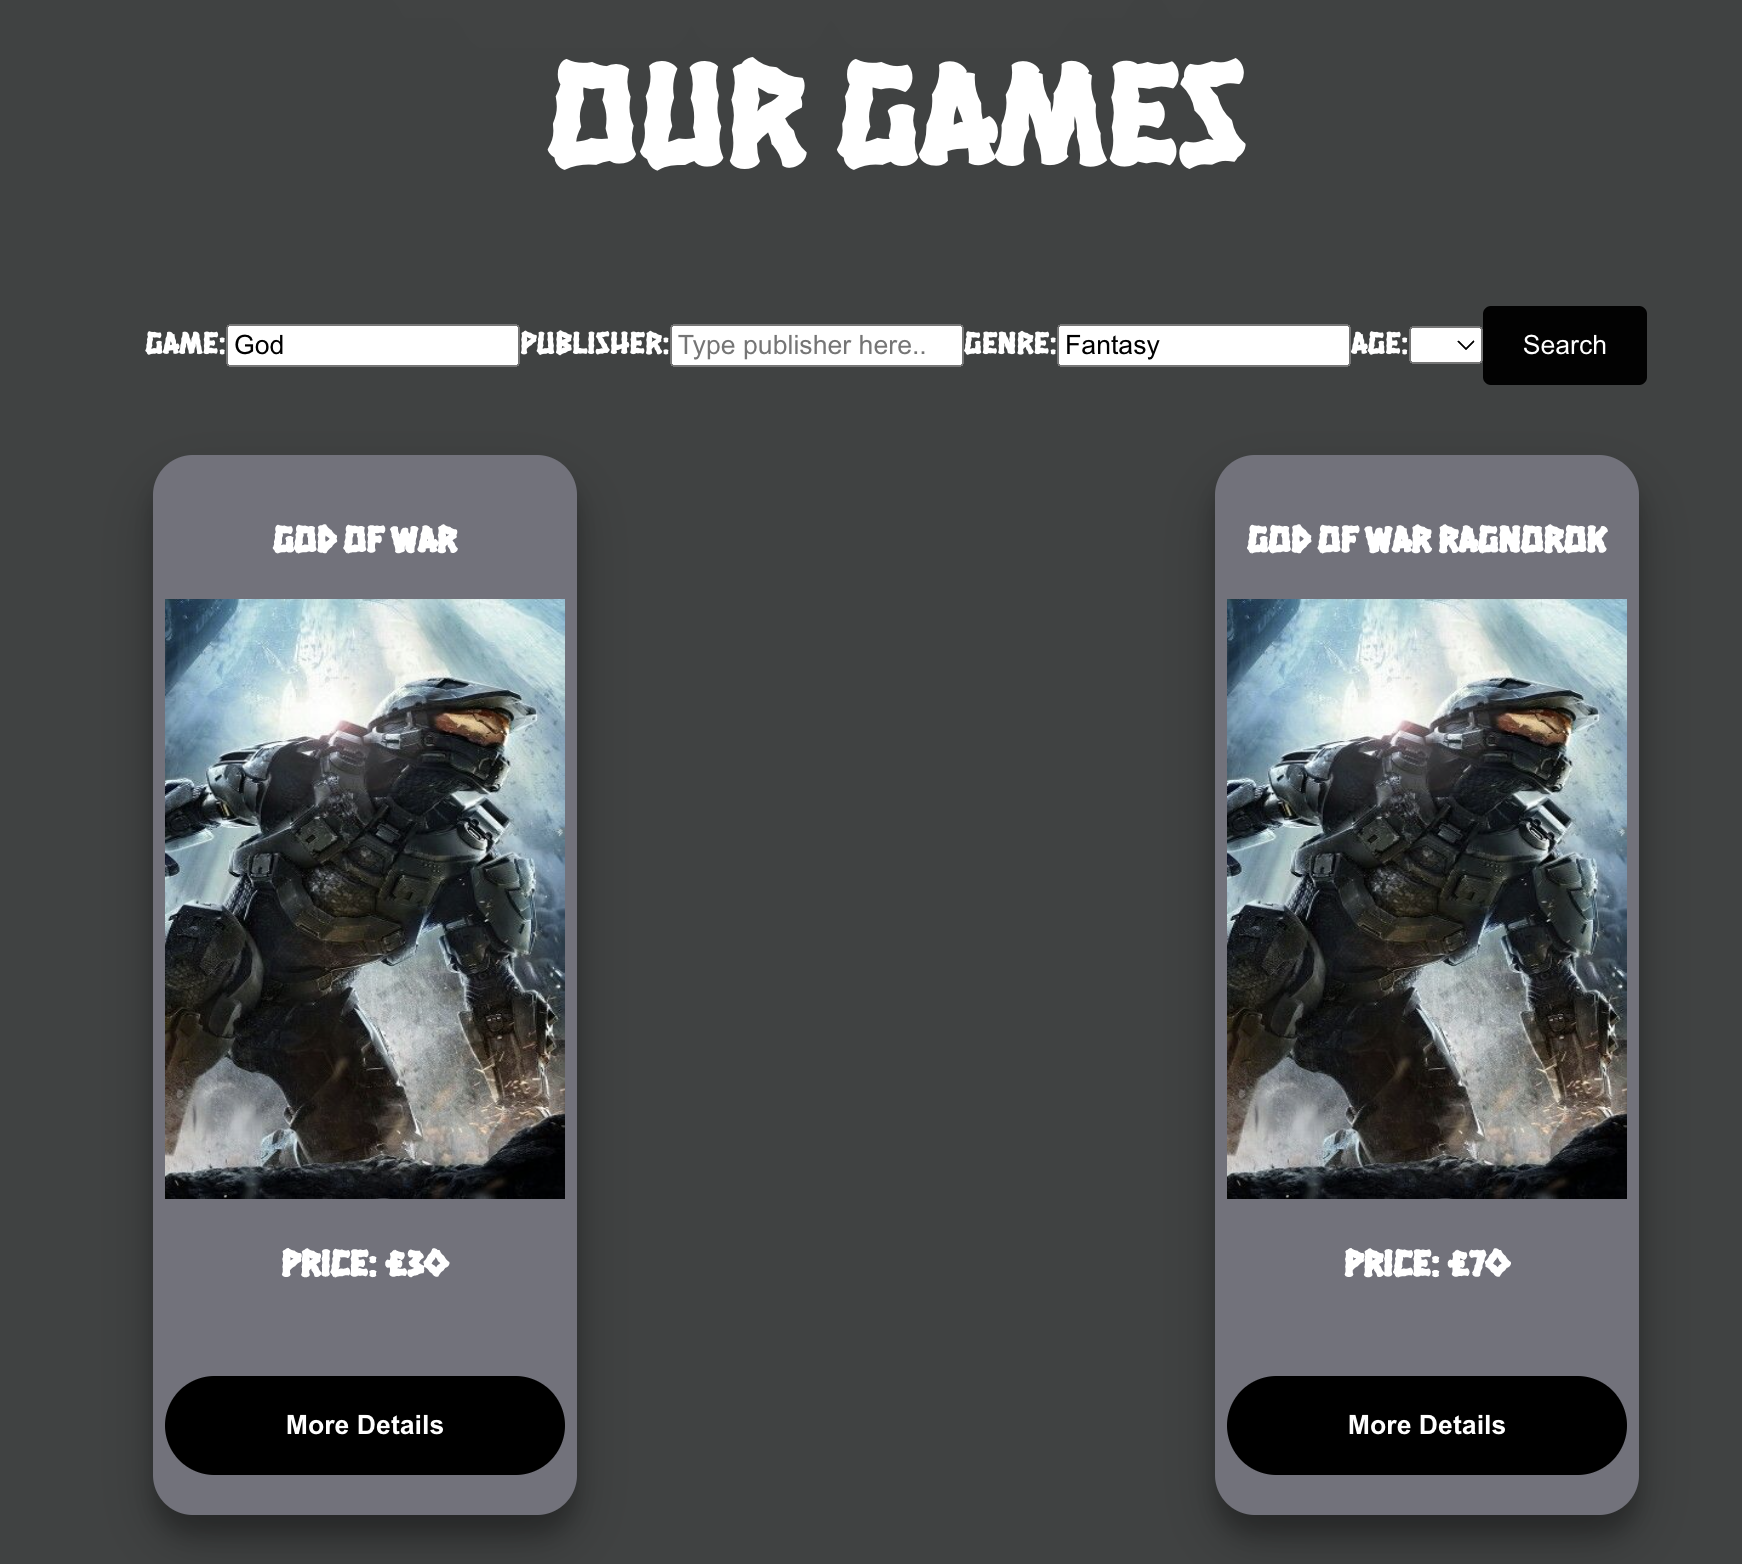 OUR GAMES
GAME: God PUBLISHER: Type publisher here.. GENRE: Fantasy AGE: Search
GOD OF WAR
PRICE: £30
More Details
GOD OF WAR RAGNOROK
PRICE: £70
More Details